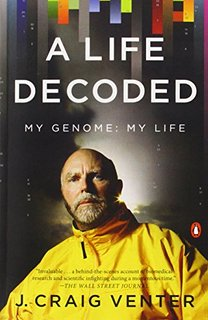 A LIFE
DECODED
MY GENOME: MY LIFE
"Invaluable . . . a behind-the-scenes account of biomedical
research and scientific infighting during a momentous time."
—THE WALL STREET JOURNAL
J. CRAIG VENTER